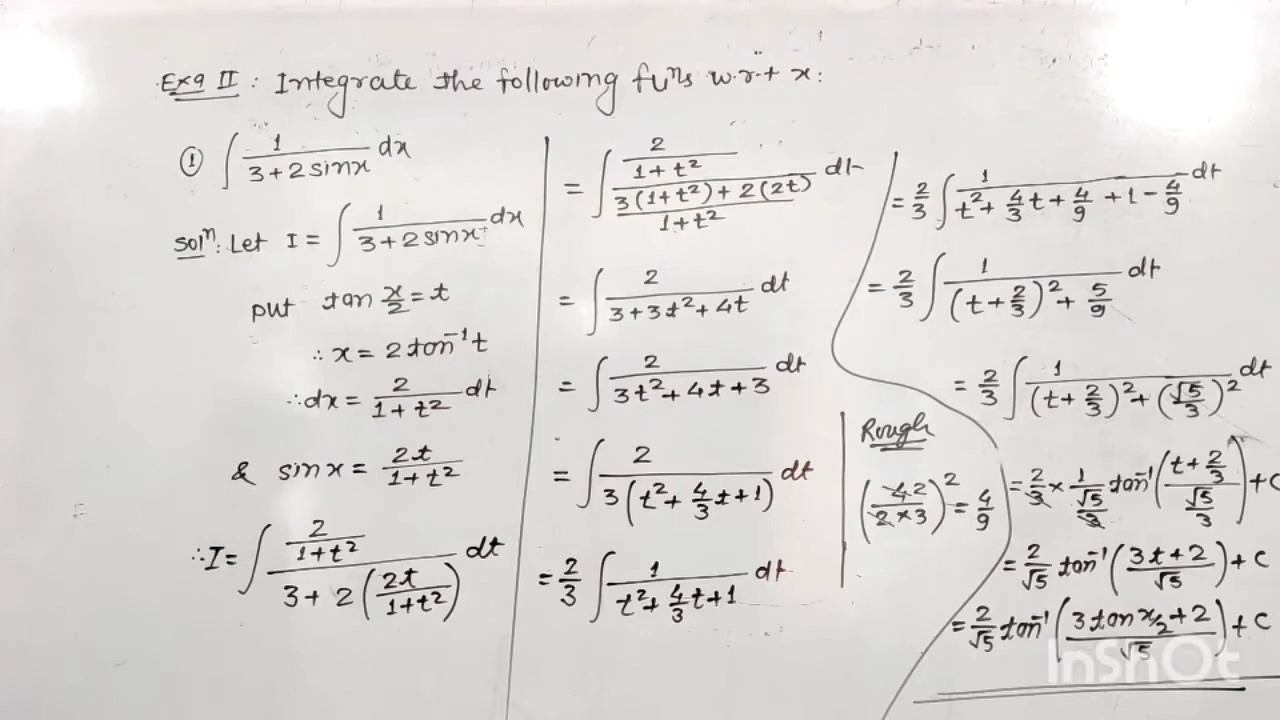 Ex9 II : Integrate the following fuⁿs w.r.t x :
① ∫ 1/(3+2sinx) dx
Solⁿ: Let I = ∫ 1/(3+2sinx) dx
put tan x/2 = t
∴ x = 2tan⁻¹t
∴ dx = 2/(1+t²) dt
& sinx = 2t/(1+t²)
∴ I = ∫ (2/(1+t²))/(3+2(2t/(1+t²))) dt
= ∫ (2/(1+t²))/((3(1+t²)+2(2t))/(1+t²)) dt
= ∫ 2/(3+3t²+4t) dt
= ∫ 2/(3t²+4t+3) dt
= ∫ 2/(3(t²+4/3 t+1)) dt
= 2/3 ∫ 1/(t²+4/3 t+1) dt
Rough
(42/(2×3))² = 4/9
= 2/3 ∫ 1/(t²+4/3 t+4/9+1-4/9) dt
= 2/3 ∫ 1/((t+2/3)²+5/9) dt
= 2/3 ∫ 1/((t+2/3)²+(√5/3)²) dt
= 2/3 × 1/(√5/3) tan⁻¹((t+2/3)/(√5/3)) + C
= 2/√5 tan⁻¹((3t+2)/√5) + C
= 2/√5 tan⁻¹((3tan x/2+2)/√5) + C
InShOt